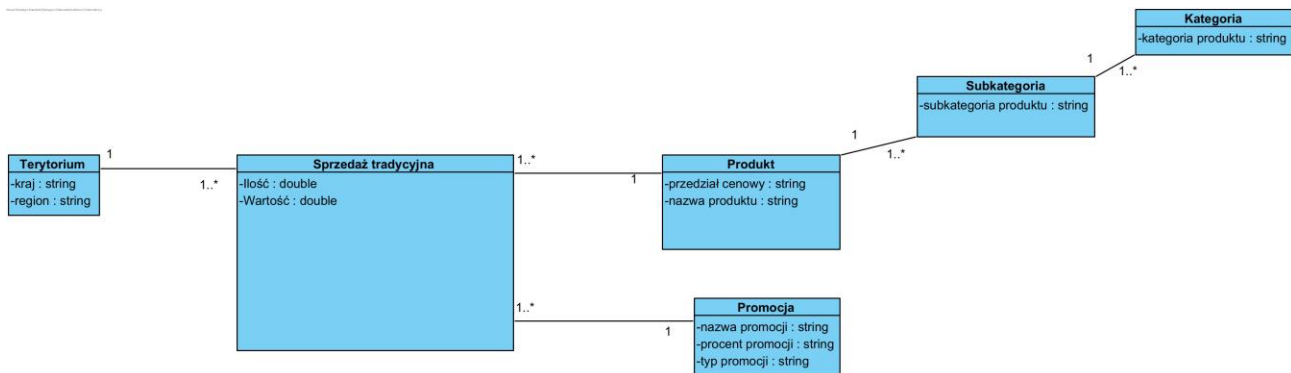 Kategoria
-kategoria produktu : string
1
1..*
Subkategoria
-subkategoria produktu : string
1
1..*
Terytorium
-kraj : string
-region : string
1
1..*
Sprzedaż tradycyjna
-Ilość : double
-Wartość : double
1..*
1
Produkt
-przedział cenowy : string
-nazwa produktu : string
1..*
1
Promocja
-nazwa promocji : string
-procent promocji : string
-typ promocji : string